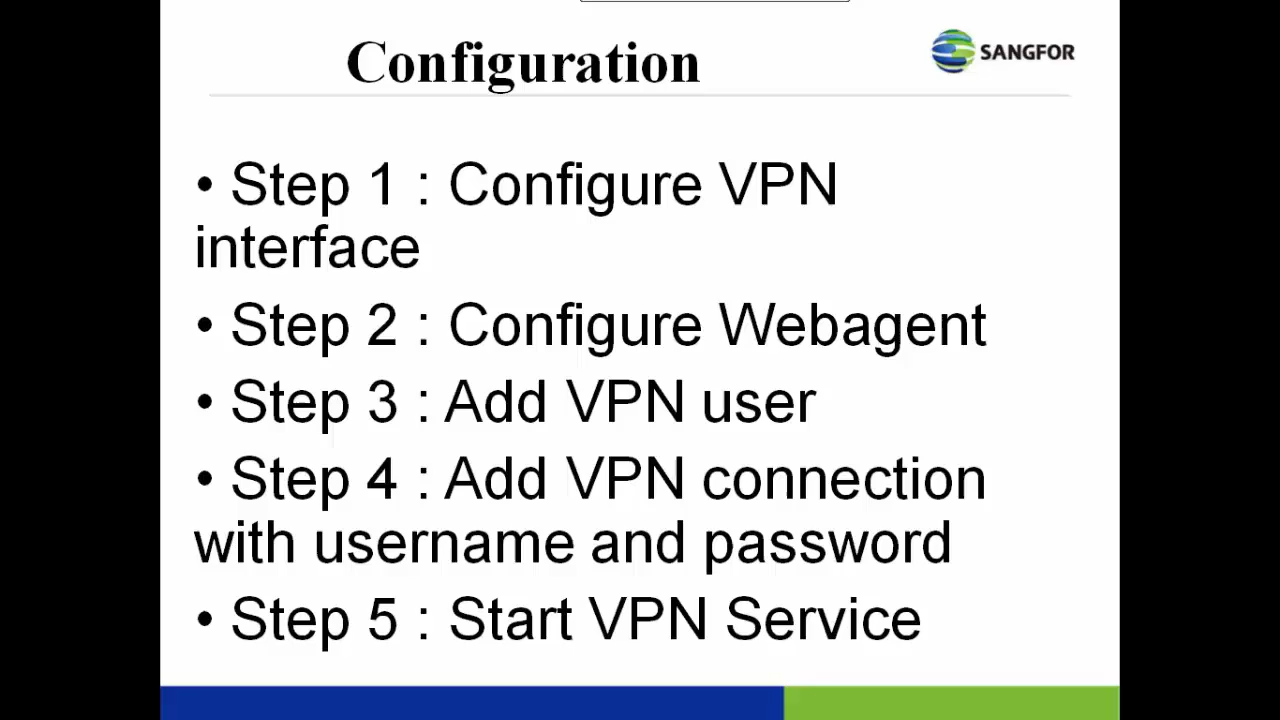 Configuration
SANGFOR
• Step 1 : Configure VPN
interface
• Step 2 : Configure Webagent
• Step 3 : Add VPN user
• Step 4 : Add VPN connection
with username and password
• Step 5 : Start VPN Service